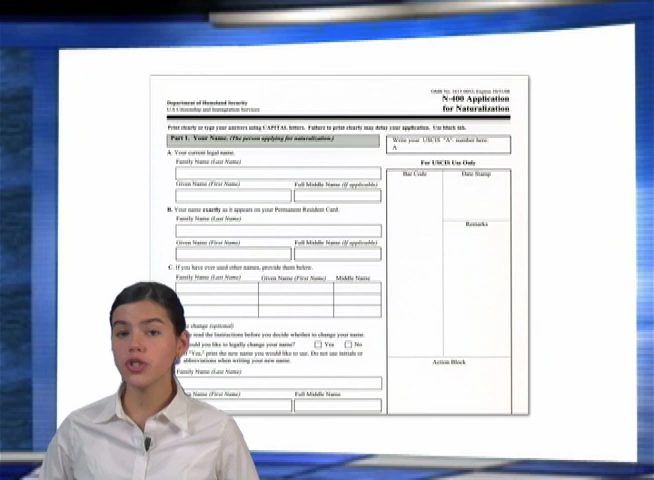 Department of Homeland Security
U.S Citizenship and Immigration Services
N-400 Application
for Naturalization
Print clearly or type your answers using CAPITAL letters. Failure to print clearly may delay your application. Use black ink.
Part 1. Your Name. (The person applying for naturalization.)
Write your USCIS "A"- number here:
A
A. Your current legal name.
Family Name (Last Name)
For USCIS Use Only
Bar Code
Date Stamp
Given Name (First Name)
Full Middle Name (If applicable)
B. Your name exactly as it appears on your Permanent Resident Card.
Family Name (Last Name)
Remarks
Given Name (First Name)
Full Middle Name (If applicable)
C. If you have ever used other names, provide them below.
Family Name (Last Name)
Given Name (First Name)
Middle Name
change (optional)
read the Instructions before you decide whether to change your name.
would you like to legally change your name?
Yes
No
"Yes," print the new name you would like to use. Do not use initials or
abbreviations when writing your new name.
Action Block
Family Name (Last Name)
Name (First Name)
Full Middle Name